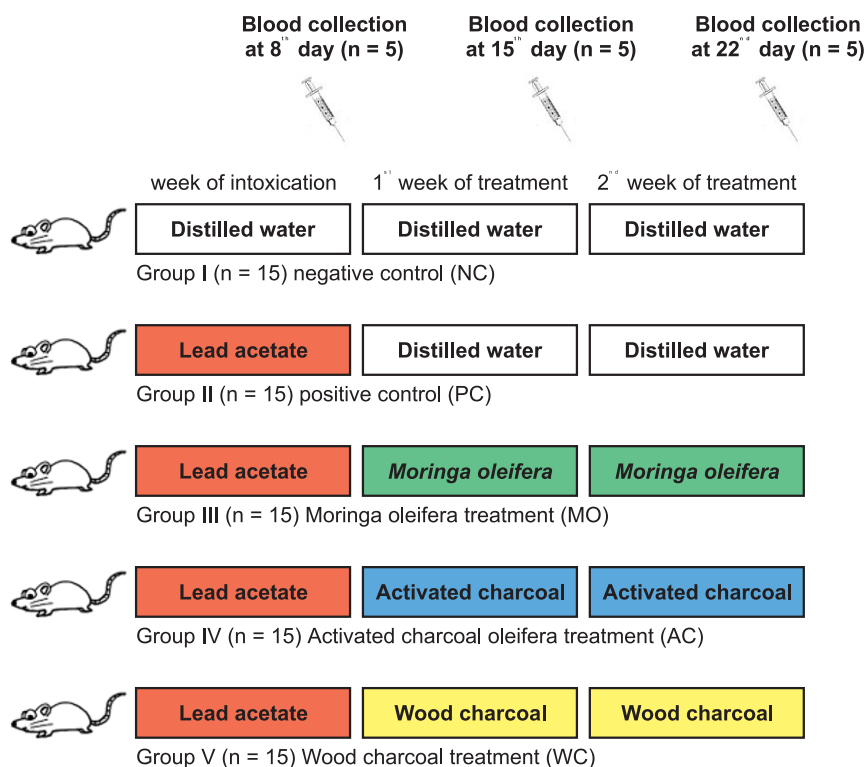 Blood collection
at 8th day (n = 5)
Blood collection
at 15th day (n = 5)
Blood collection
at 22nd day (n = 5)
week of intoxication
1st week of treatment
2nd week of treatment
Distilled water
Distilled water
Distilled water
Group I (n = 15) negative control (NC)
Lead acetate
Distilled water
Distilled water
Group II (n = 15) positive control (PC)
Lead acetate
Moringa oleifera
Moringa oleifera
Group III (n = 15) Moringa oleifera treatment (MO)
Lead acetate
Activated charcoal
Activated charcoal
Group IV (n = 15) Activated charcoal oleifera treatment (AC)
Lead acetate
Wood charcoal
Wood charcoal
Group V (n = 15) Wood charcoal treatment (WC)